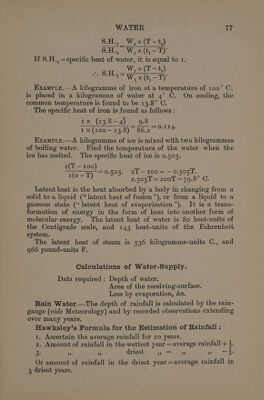 WATER 77
S.H.₁ / S.H.₂ = W₂ × (T – t₂) / W₁ × (t₁ – T)
If S.H.₂ = specific heat of water, it is equal to 1.
∴ S.H.₁ = W₂ × (T – t₂) / W₁ × (t₁ – T)
EXAMPLE.—A kilogramme of iron at a temperature of 100° C.
is placed in a kilogramme of water at 4° C. On cooling, the
common temperature is found to be 13.8° C.
The specific heat of iron is found as follows :
1 × (13.8 – 4) / 1 × (100 – 13.8) = 9.8 / 86.2 = 0.114.
EXAMPLE.—A kilogramme of ice is mixed with two kilogrammes
of boiling water. Find the temperature of the water when the
ice has melted. The specific heat of ice is 0.505.
2(T – 100) / 1(0 – T) = 0.505. 2T – 200 = – 0.505T.
2.505T = 200T = 79.8° C.
Latent heat is the heat absorbed by a body in changing from a
solid to a liquid (“latent heat of fusion”), or from a liquid to a
gaseous state (“latent heat of evaporisation”). It is a trans-
formation of energy in the form of heat into another form of
molecular energy. The latent heat of water is 80 heat-units of
the Centigrade scale, and 143 heat-units of the Fahrenheit
system.
The latent heat of steam is 536 kilogramme-units C., and
966 pound-units F.
Calculations of Water-Supply.
Data required : Depth of water.
Area of the receiving-surface.
Loss by evaporation, &c.
Rain Water.—The depth of rainfall is calculated by the rain-
gauge (vide Meteorology) and by recorded observations extending
over many years.
Hawksley's Formula for the Estimation of Rainfall :
1. Ascertain the average rainfall for 20 years.
2. Amount of rainfall in the wettest year = average rainfall + ⅓.
3. „ „ driest „ = „ „ – ⅓.
Or amount of rainfall in the driest year = average rainfall in
3 driest years.